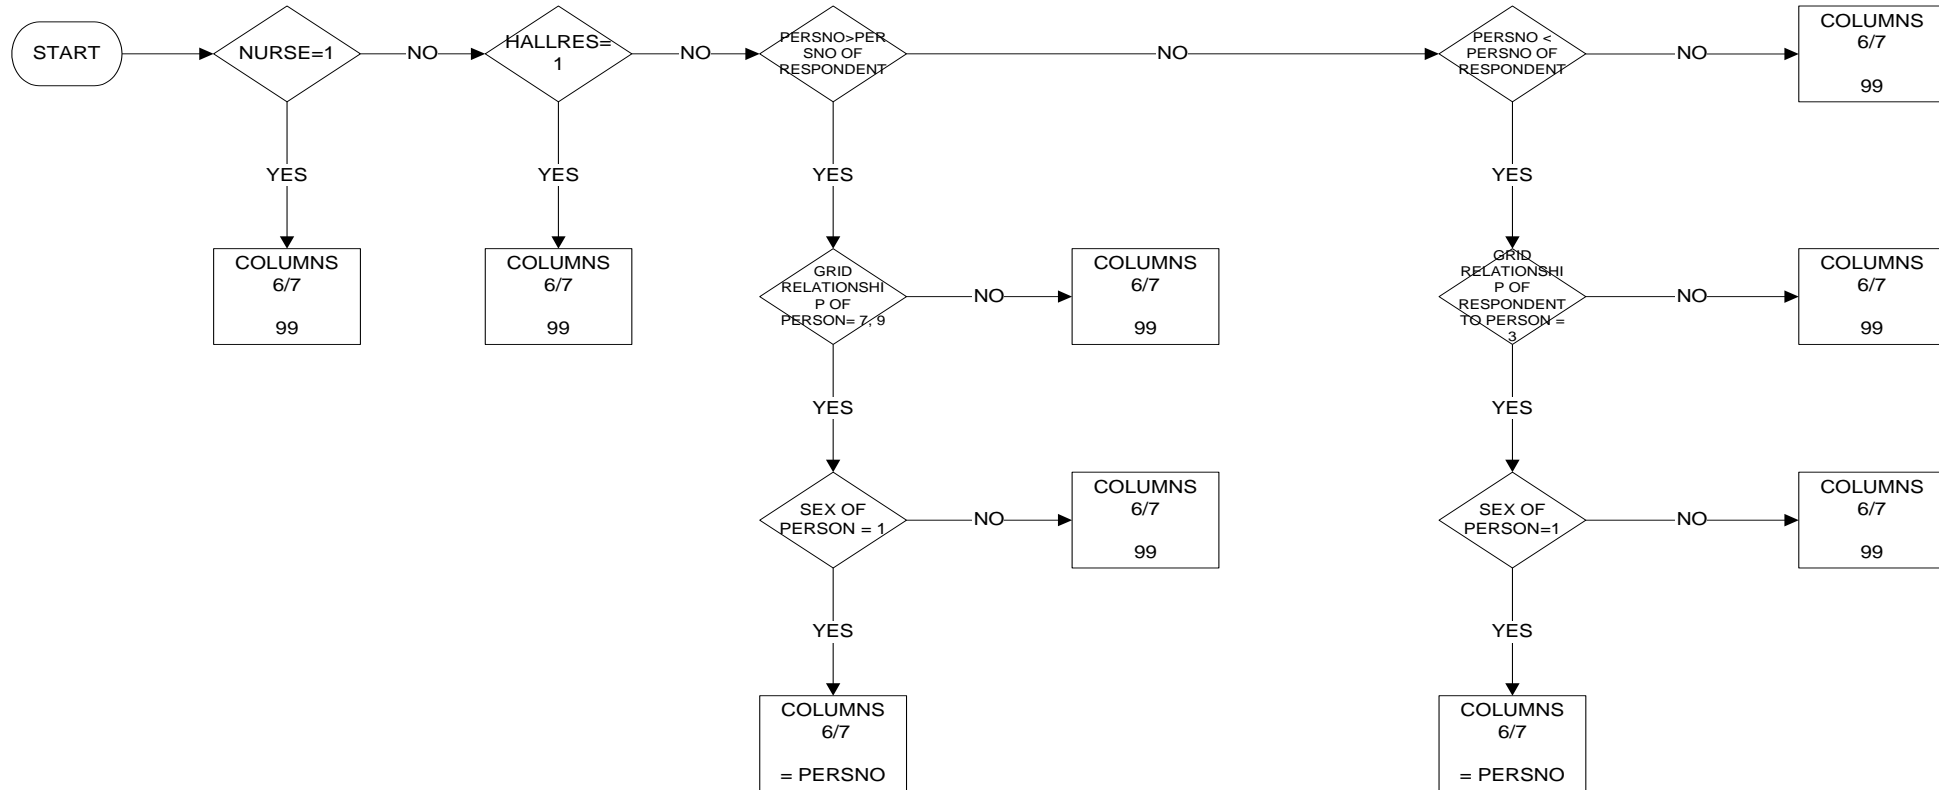 START
NURSE=1
NO
HALLRES=
1
NO
PERSNO>PER
SNO OF
RESPONDENT
NO
PERSNO <
PERSNO OF
RESPONDENT
NO
COLUMNS
6/7
99
YES
YES
YES
YES
COLUMNS
6/7
99
COLUMNS
6/7
99
GRID
RELATIONSHI
P OF
PERSON= 7, 9
NO
COLUMNS
6/7
99
GRID
RELATIONSHI
P OF
RESPONDENT
TO PERSON =
3
NO
COLUMNS
6/7
99
YES
YES
SEX OF
PERSON = 1
NO
COLUMNS
6/7
99
SEX OF
PERSON=1
NO
COLUMNS
6/7
99
YES
YES
COLUMNS
6/7
= PERSNO
COLUMNS
6/7
= PERSNO